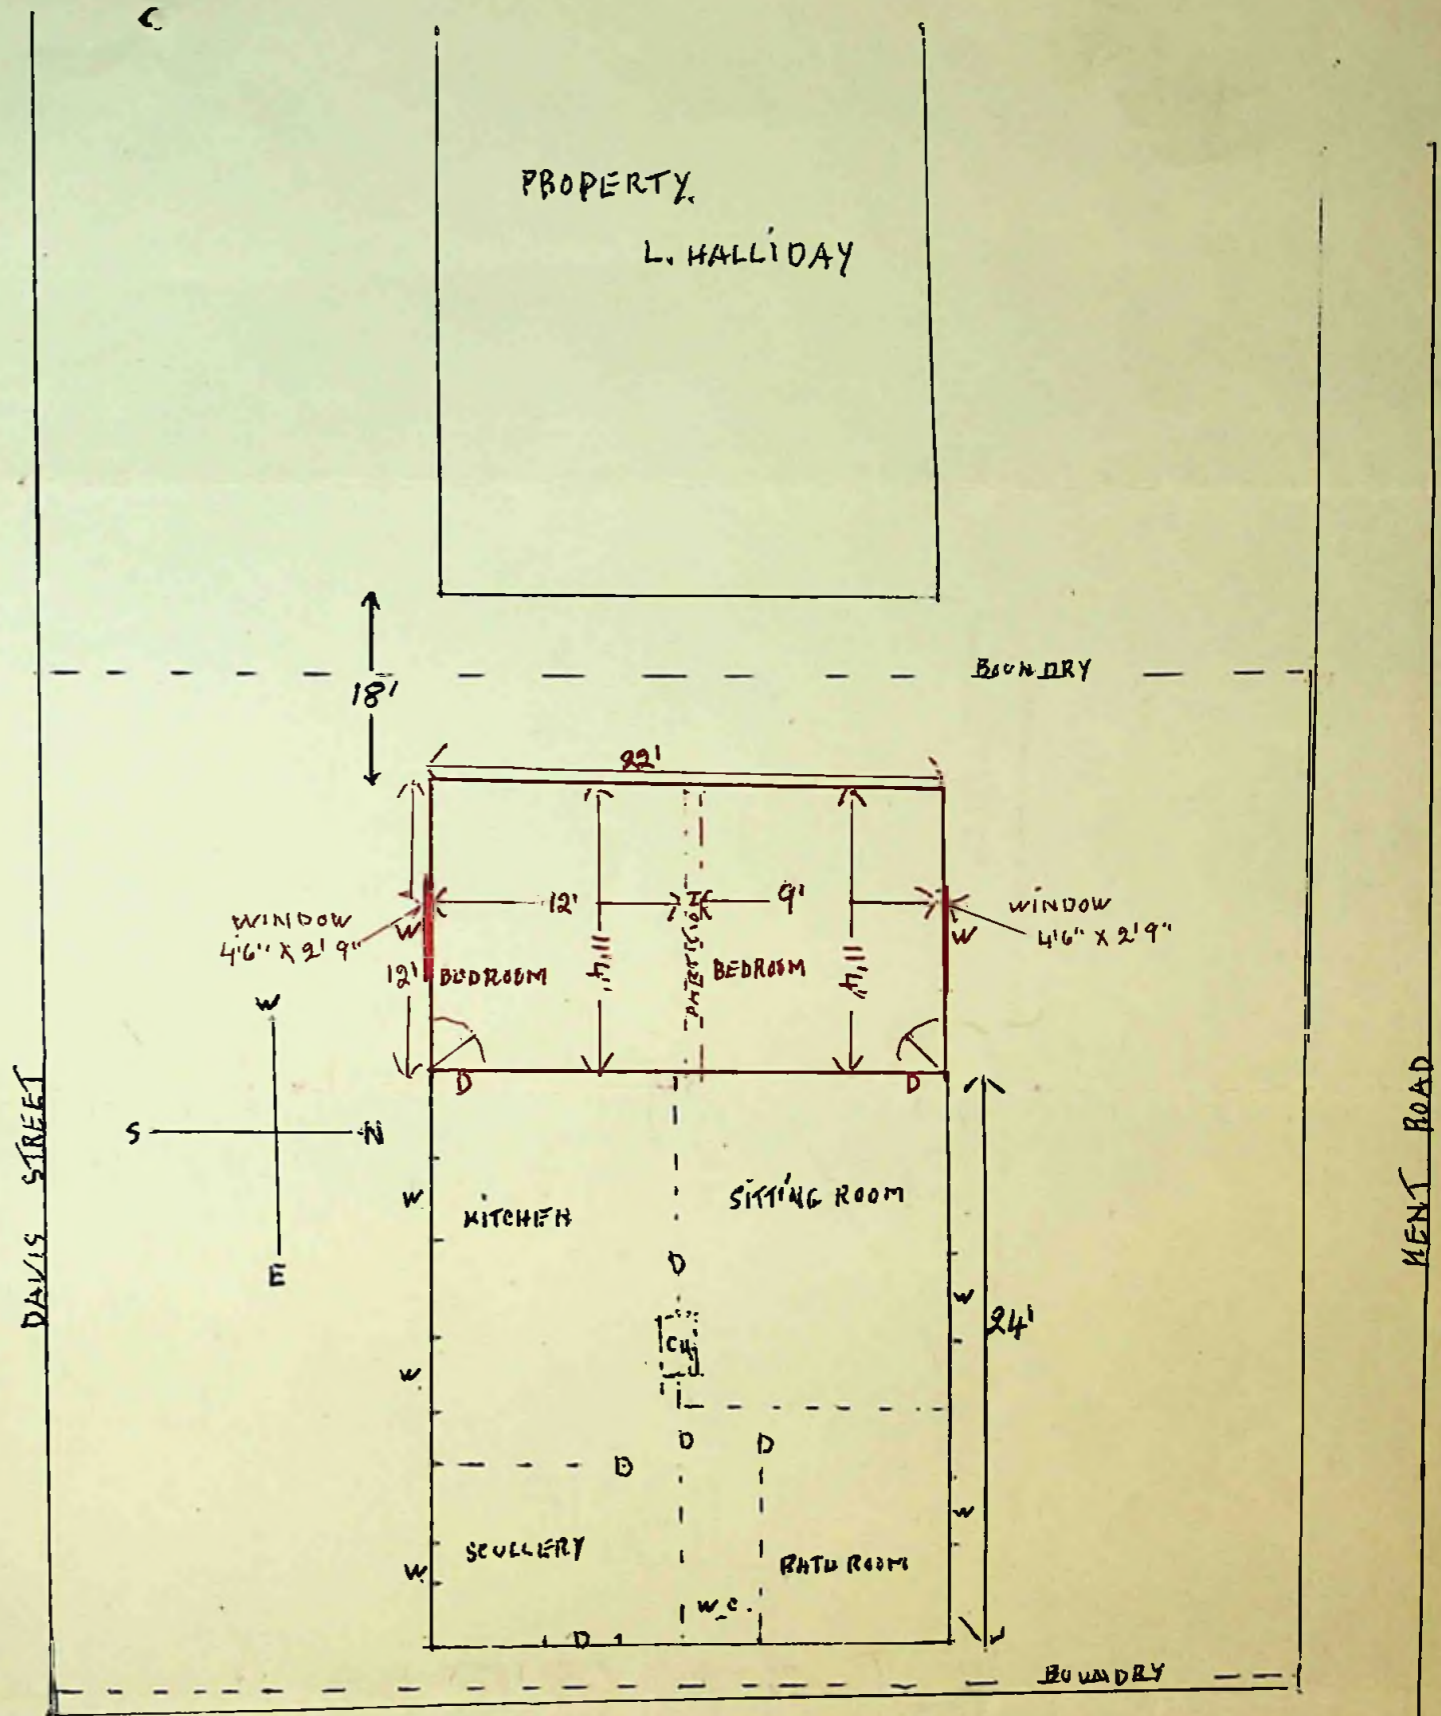 PROPERTY.
L. HALLIDAY
BOUNDRY
18'
22'
12'
9'
WINDOW
4'6" X 2'9"
W
WINDOW
4'6" X 2'9"
W
11'4"
11'4"
12'
BEDROOM
BEDROOM
PARTISION
D
D
W
S
N
E
DAVIS STREET
KENT ROAD
KITCHEN
SITTING ROOM
W
D
W
24'
CH
W
D
D
D
W
SCULLERY
BATH ROOM
W
W.C.
D
BOUNDRY